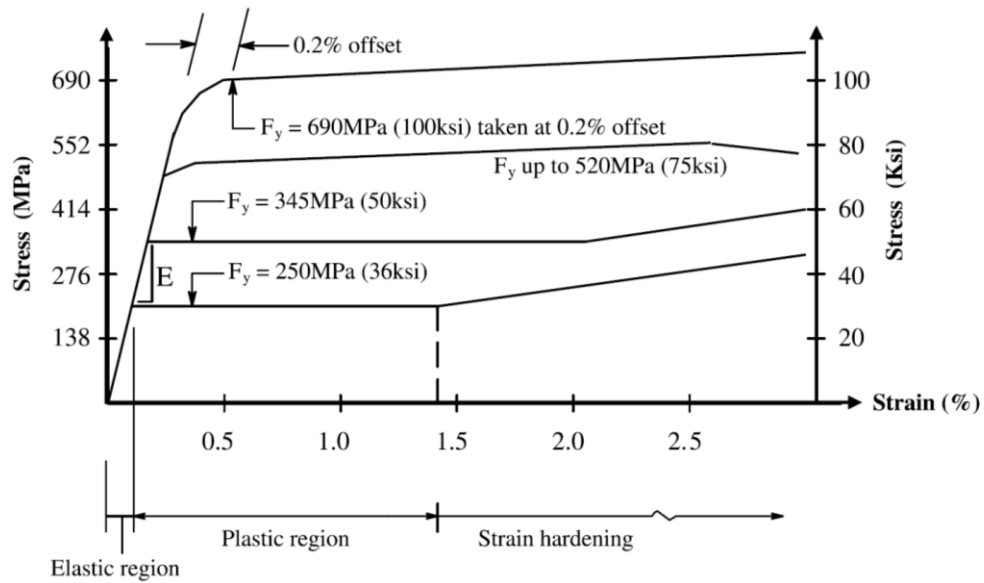 0.2% offset
690
100
F_y = 690MPa (100ksi) taken at 0.2% offset
552
80
F_y up to 520MPa (75ksi)
Stress (MPa)
Stress (Ksi)
414
F_y = 345MPa (50ksi)
60
276
E
F_y = 250MPa (36ksi)
40
138
20
Strain (%)
0.5 1.0 1.5 2.0 2.5
Plastic region
Strain hardening
Elastic region